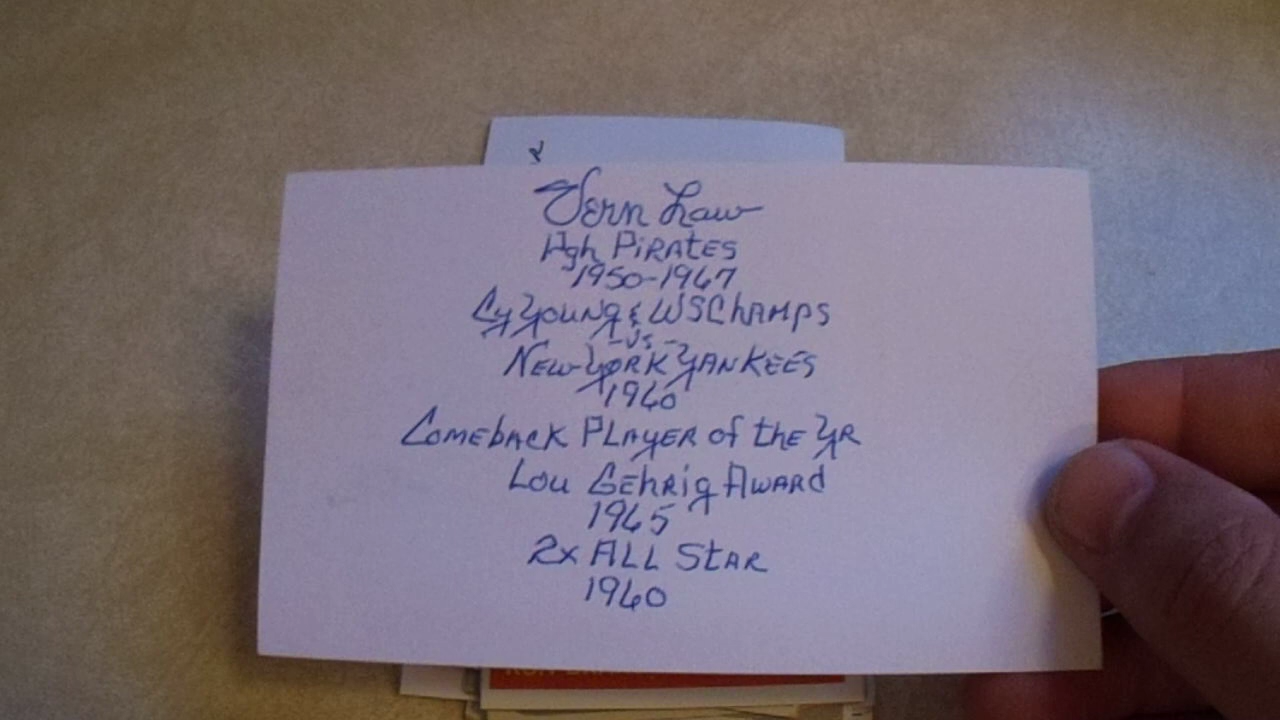 Vern Law
Pgh Pirates
1950-1967
Cy Young & WS Champs
-vs-
New York Yankees
1960
Comeback Player of the Yr
Lou Gehrig Award
1965
2x All Star
1960